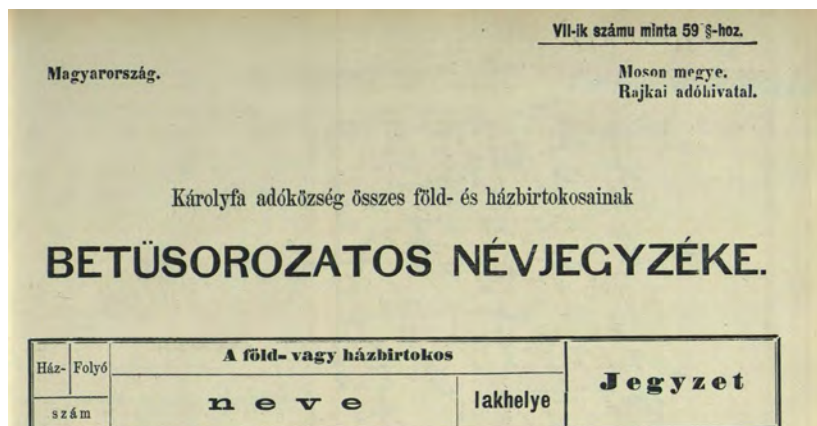 VII-ik számu minta 59 §-hoz.
Magyarország.
Moson megye.
Rajkai adóhivatal.
Károlyfa adóközség összes föld- és házbirtokosainak
BETÜSOROZATOS NÉVJEGYZÉKE.
Ház- Folyó
szám
A föld- vagy házbirtokos
neve
lakhelye
Jegyzet